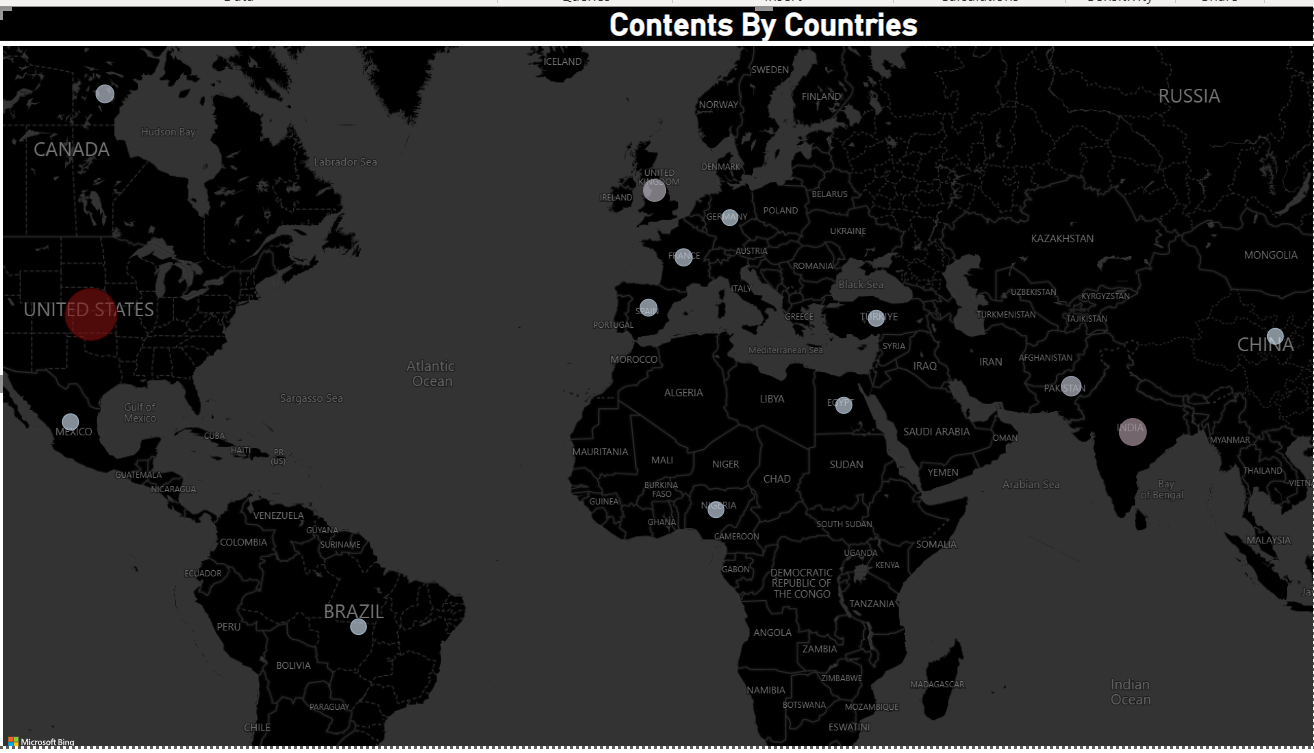 Contents By Countries
ICELAND
SWEDEN
RUSSIA
FINLAND
NORWAY
Hudson Bay
CANADA
Labrador Sea
DENMARK
UNITED
KINGDOM
IRELAND
BELARUS
POLAND
GERMANY
UKRAINE
KAZAKHSTAN
AUSTRIA
FRANCE
MONGOLIA
ROMANIA
Black Sea
ITALY
UZBEKISTAN
KYRGYZSTAN
UNITED STATES
SPAIN
GREECE
TÜRKİYE
TURKMENISTAN
TAJIKISTAN
PORTUGAL
CHINA
SYRIA
Mediterranean Sea
MOROCCO
AFGHANISTAN
IRAN
IRAQ
Atlantic
Ocean
PAKISTAN
ALGERIA
LIBYA
Sargasso Sea
EGYPT
Gulf of
Mexico
INDIA
MEXICO
SAUDI ARABIA
CUBA
OMAN
MYANMAR
HAITI
PR
(US)
MAURITANIA
MALI
NIGER
SUDAN
THAILAND
YEMEN
GUATEMALA
CHAD
Arabian Sea
Bay
of Bengal
VIETN
BURKINA
FASO
NICARAGUA
GUINEA
NIGERIA
VENEZUELA
GHANA
SOUTH SUDAN
GUYANA
CAMEROON
MALAYSIA
COLOMBIA
SURINAME
SOMALIA
UGANDA
KENYA
GABON
ECUADOR
DEMOCRATIC
REPUBLIC OF
THE CONGO
TANZANIA
BRAZIL
PERU
ANGOLA
ZAMBIA
BOLIVIA
ZIMBABWE
MADAGASCAR
Indian
Ocean
NAMIBIA
BOTSWANA
MOZAMBIQUE
PARAGUAY
CHILE
ESWATINI
Microsoft Bing